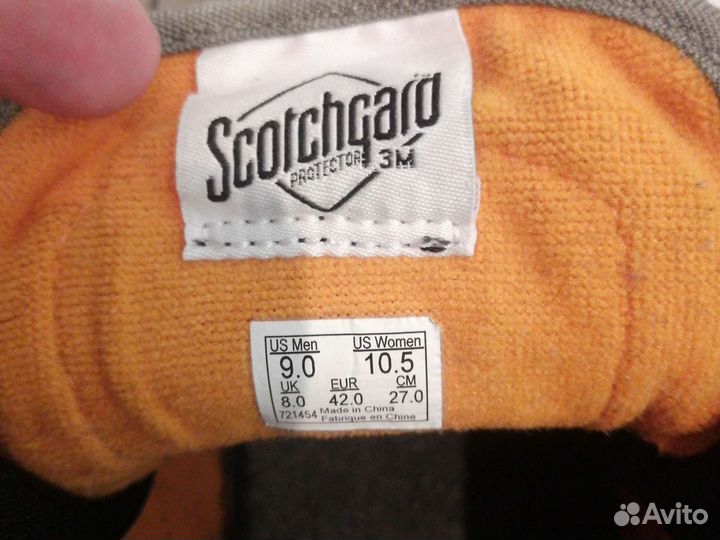 Scotchgard
PROTECTOR 3M
US Men US Women
9.0 10.5
UK EUR CM
8.0 42.0 27.0
721454 Made in China
Fabrique en Chine
Avito